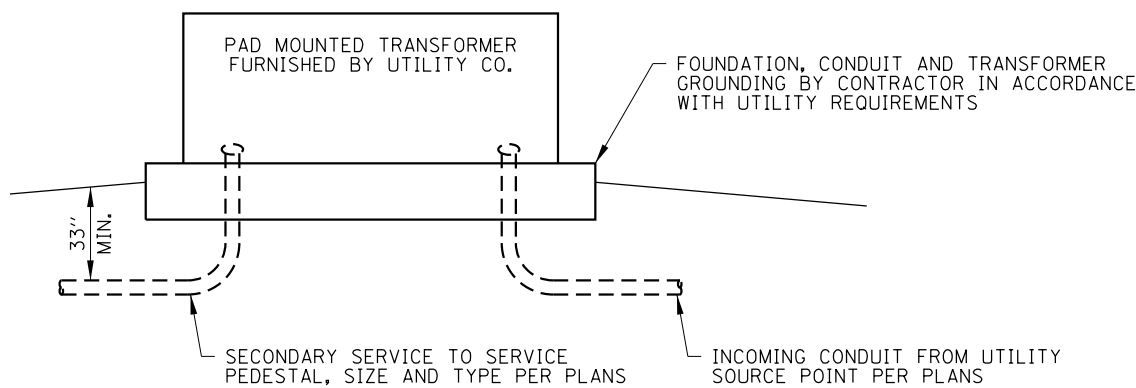 PAD MOUNTED TRANSFORMER
FURNISHED BY UTILITY CO.
FOUNDATION, CONDUIT AND TRANSFORMER
GROUNDING BY CONTRACTOR IN ACCORDANCE
WITH UTILITY REQUIREMENTS
33"
MIN.
SECONDARY SERVICE TO SERVICE
PEDESTAL, SIZE AND TYPE PER PLANS
INCOMING CONDUIT FROM UTILITY
SOURCE POINT PER PLANS